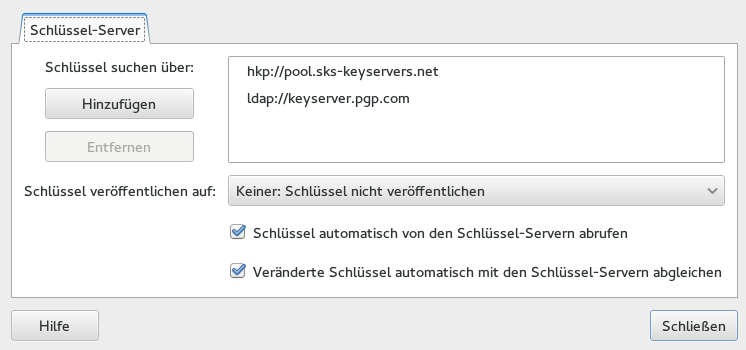 Schlüssel-Server
Schlüssel suchen über:
hkp://pool.sks-keyservers.net
Hinzufügen
ldap://keyserver.pgp.com
Entfernen
Schlüssel veröffentlichen auf:
Keiner: Schlüssel nicht veröffentlichen
Schlüssel automatisch von den Schlüssel-Servern abrufen
Veränderte Schlüssel automatisch mit den Schlüssel-Servern abgleichen
Hilfe
Schließen